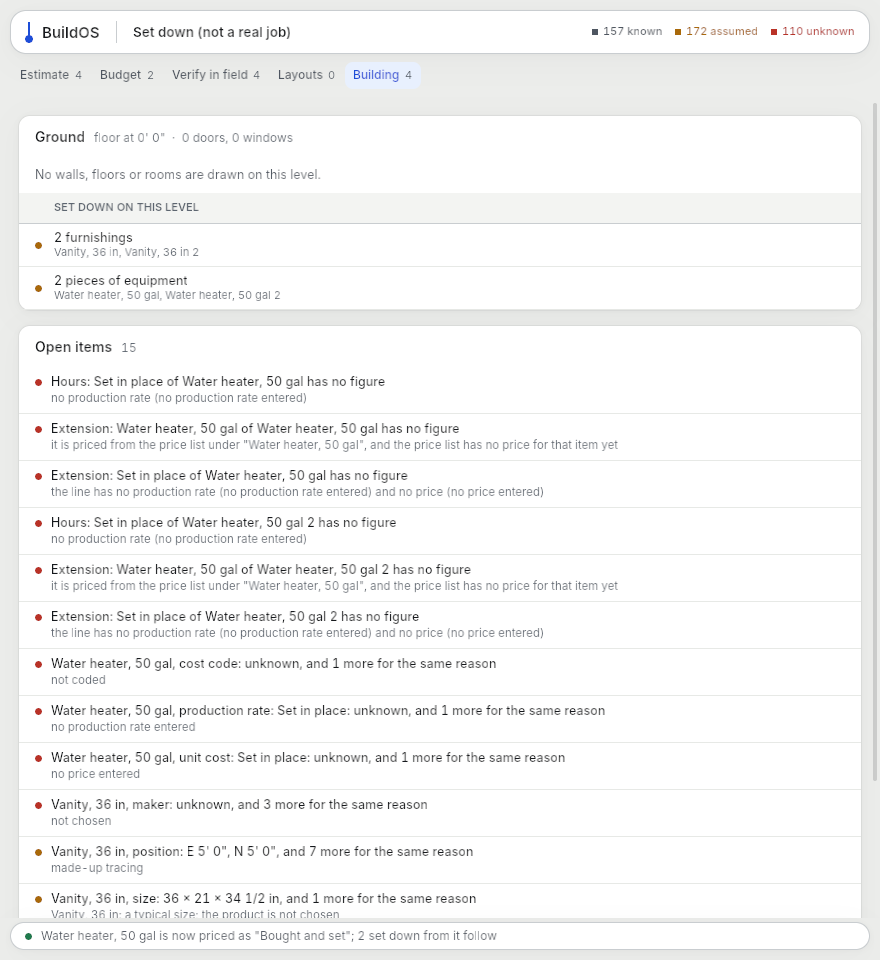 BuildOS
Set down (not a real job)
157 known
172 assumed
110 unknown
Estimate 4
Budget 2
Verify in field 4
Layouts 0
Building 4
Ground floor at 0' 0" · 0 doors, 0 windows
No walls, floors or rooms are drawn on this level.
SET DOWN ON THIS LEVEL
2 furnishings
Vanity, 36 in, Vanity, 36 in 2
2 pieces of equipment
Water heater, 50 gal, Water heater, 50 gal 2
Open items 15
Hours: Set in place of Water heater, 50 gal has no figure
no production rate (no production rate entered)
Extension: Water heater, 50 gal of Water heater, 50 gal has no figure
it is priced from the price list under "Water heater, 50 gal", and the price list has no price for that item yet
Extension: Set in place of Water heater, 50 gal has no figure
the line has no production rate (no production rate entered) and no price (no price entered)
Hours: Set in place of Water heater, 50 gal 2 has no figure
no production rate (no production rate entered)
Extension: Water heater, 50 gal of Water heater, 50 gal 2 has no figure
it is priced from the price list under "Water heater, 50 gal", and the price list has no price for that item yet
Extension: Set in place of Water heater, 50 gal 2 has no figure
the line has no production rate (no production rate entered) and no price (no price entered)
Water heater, 50 gal, cost code: unknown, and 1 more for the same reason
not coded
Water heater, 50 gal, production rate: Set in place: unknown, and 1 more for the same reason
no production rate entered
Water heater, 50 gal, unit cost: Set in place: unknown, and 1 more for the same reason
no price entered
Vanity, 36 in, maker: unknown, and 3 more for the same reason
not chosen
Vanity, 36 in, position: E 5' 0", N 5' 0", and 7 more for the same reason
made-up tracing
Vanity, 36 in, size: 36 × 21 × 34 1/2 in, and 1 more for the same reason
Vanity, 36 in: a typical size; the product is not chosen
Water heater, 50 gal is now priced as "Bought and set"; 2 set down from it follow